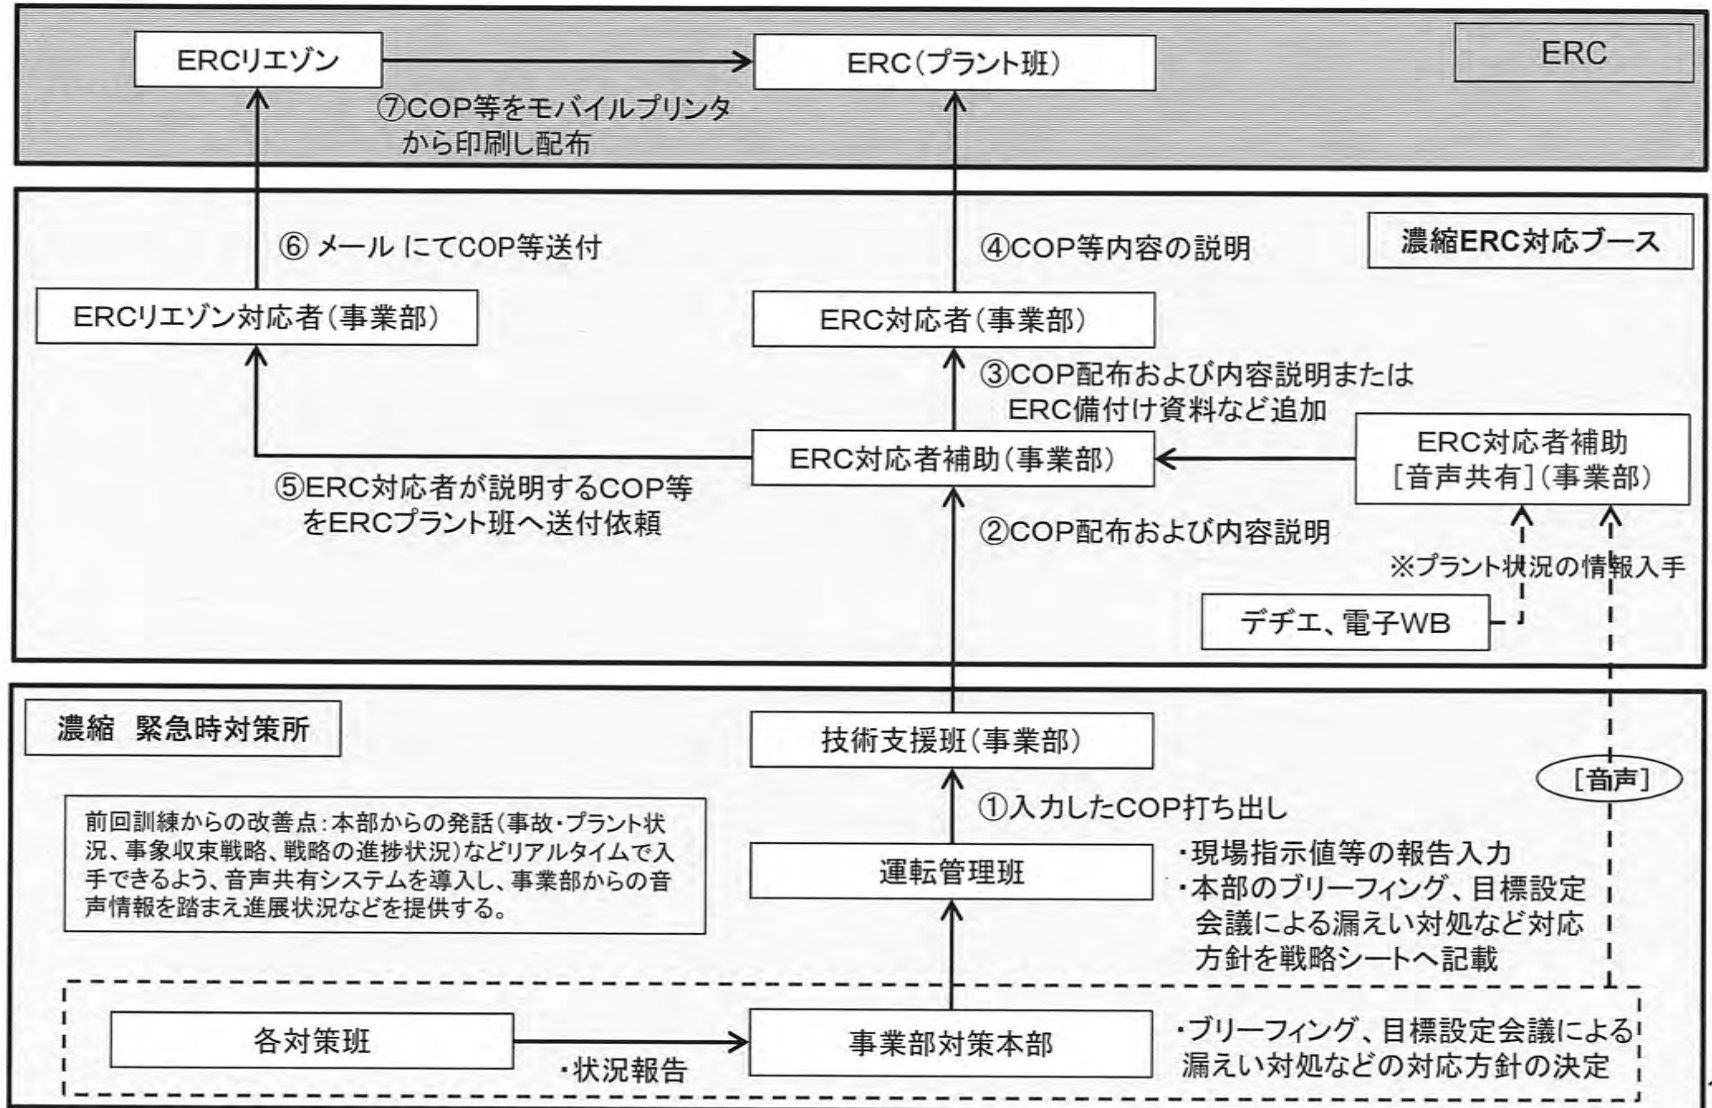 ERCリエゾン
ERC(プラント班)
ERC
⑦COP等をモバイルプリンタ
から印刷し配布
⑥ メール にてCOP等送付
④COP等内容の説明
濃縮ERC対応ブース
ERCリエゾン対応者(事業部)
ERC対応者(事業部)
③COP配布および内容説明または
ERC備付け資料など追加
ERC対応者補助(事業部)
ERC対応者補助
[音声共有](事業部)
⑤ERC対応者が説明するCOP等
をERCプラント班へ送付依頼
②COP配布および内容説明
※プラント状況の情報入手
デヂエ、電子WB
濃縮 緊急時対策所
技術支援班(事業部)
[音声]
①入力したCOP打ち出し
前回訓練からの改善点:本部からの発話(事故・プラント状
況、事象収束戦略、戦略の進捗状況)などリアルタイムで入
手できるよう、音声共有システムを導入し、事業部からの音
声情報を踏まえ進展状況などを提供する。
運転管理班
・現場指示値等の報告入力
・本部のブリーフィング、目標設定
会議による漏えい対処など対応
方針を戦略シートへ記載
各対策班
・状況報告
事業部対策本部
・ブリーフィング、目標設定会議による
漏えい対処などの対応方針の決定